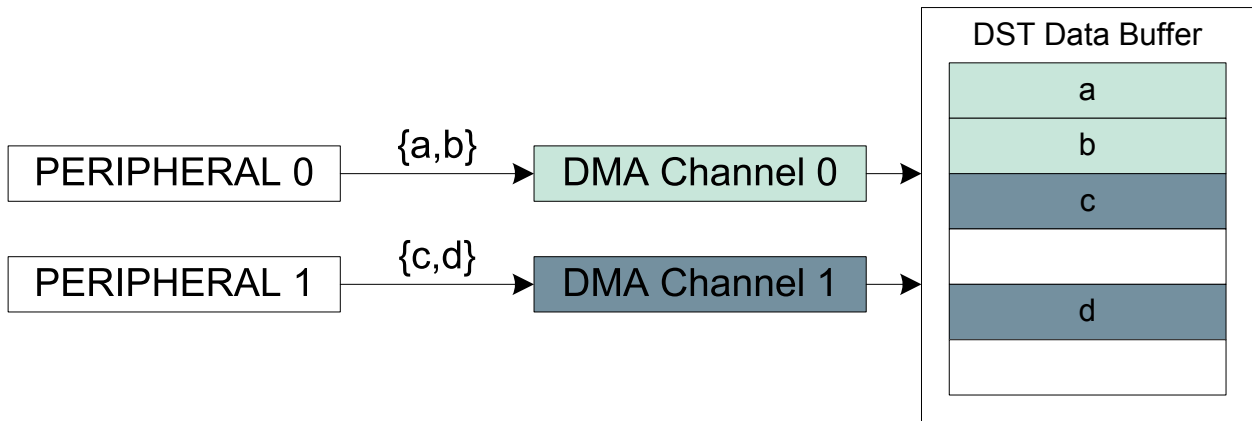 PERIPHERAL 0
{a,b}
DMA Channel 0
PERIPHERAL 1
{c,d}
DMA Channel 1
DST Data Buffer
a
b
c
d